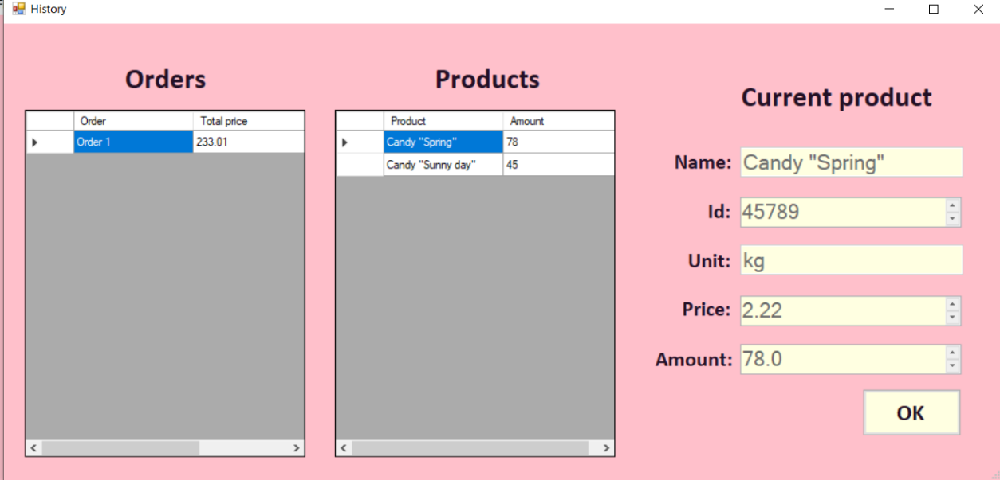 History
Orders
Order Total price
Order 1 233.01
Products
Product Amount
Candy "Spring" 78
Candy "Sunny day" 45
Current product
Name: Candy "Spring"
Id: 45789
Unit: kg
Price: 2.22
Amount: 78.0
OK